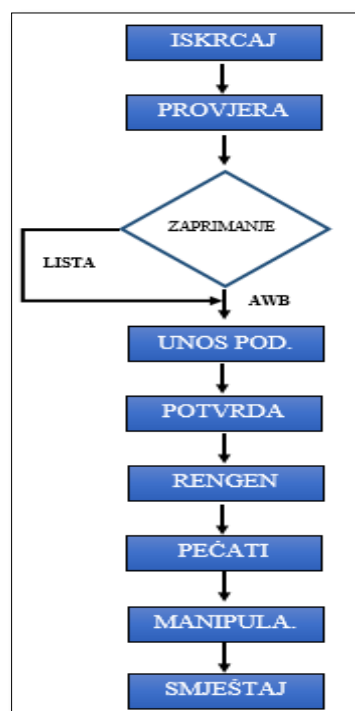 ISKRCAJ
PROVJERA
ZAPRIMANJE
LISTA
AWB
UNOS POD.
POTVRDA
RENGEN
PEĆATI
MANIPULA.
SMJEŠTAJ